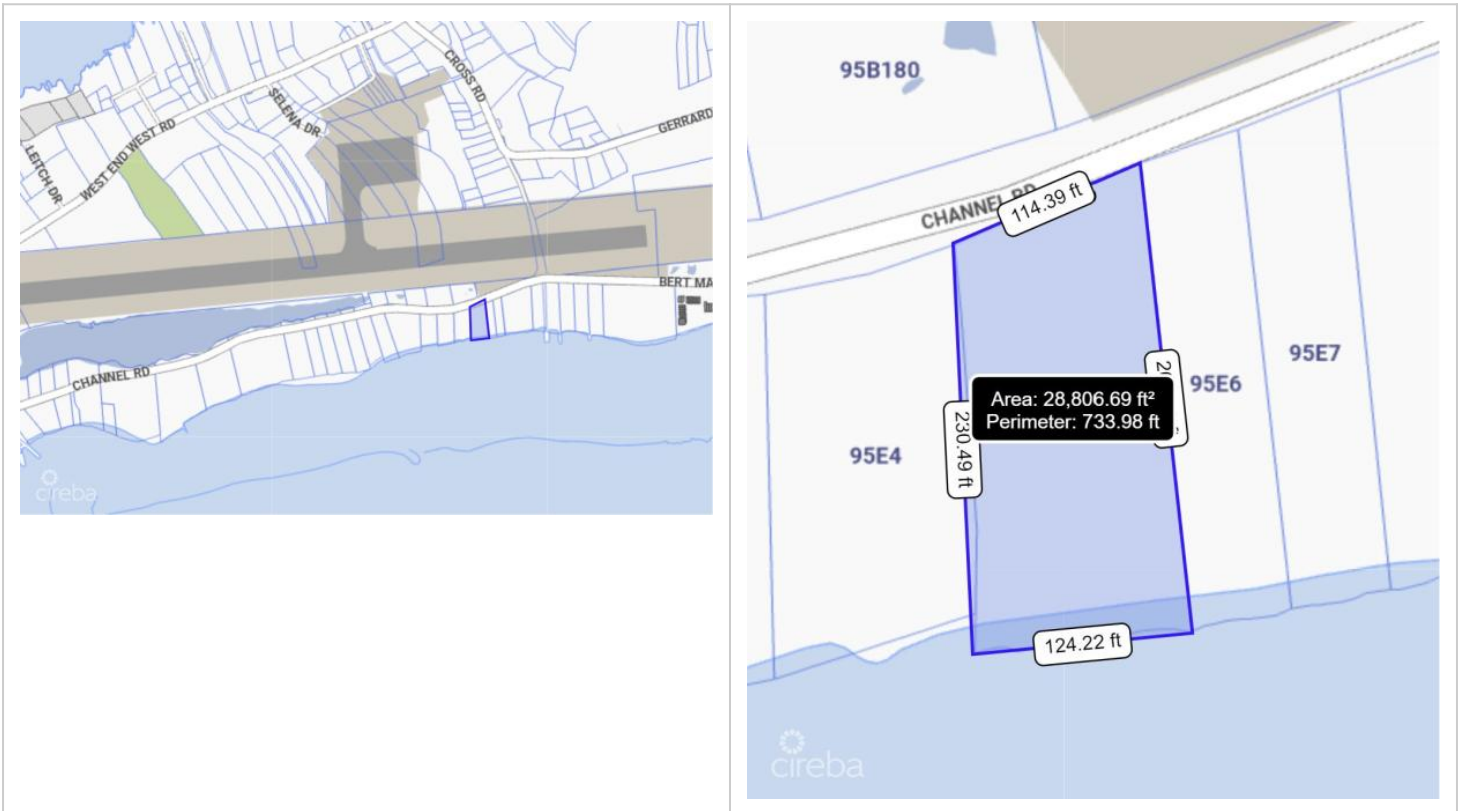 CROSS RD
SELENA DR
GERRARD
LEITCH DR
WEST END WEST RD
BERT MA
CHANNEL RD
cireba
95B180
CHANNEL RD
114.39 ft
95E7
95E6
Area: 28,806.69 ft²
Perimeter: 733.98 ft
230.49 ft
95E4
124.22 ft
cireba